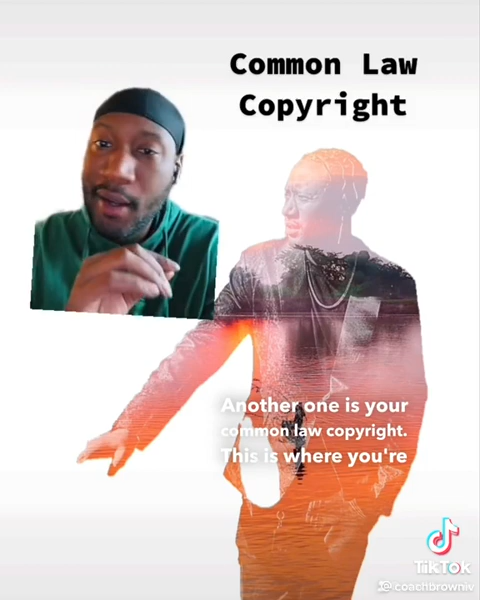 Common Law
Copyright
Another one is your
common law copyright.
This is where you're
TikTok
@coachbrowniv